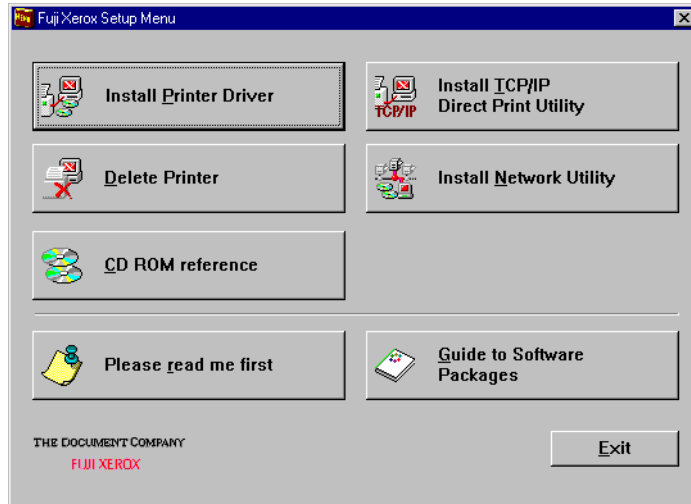 Fuji Xerox Setup Menu
Install Printer Driver
Install TCP/IP
Direct Print Utility
TCP/IP
Delete Printer
Install Network Utility
CD ROM reference
Please read me first
Guide to Software
Packages
THE DOCUMENT COMPANY
FUJI XEROX
Exit